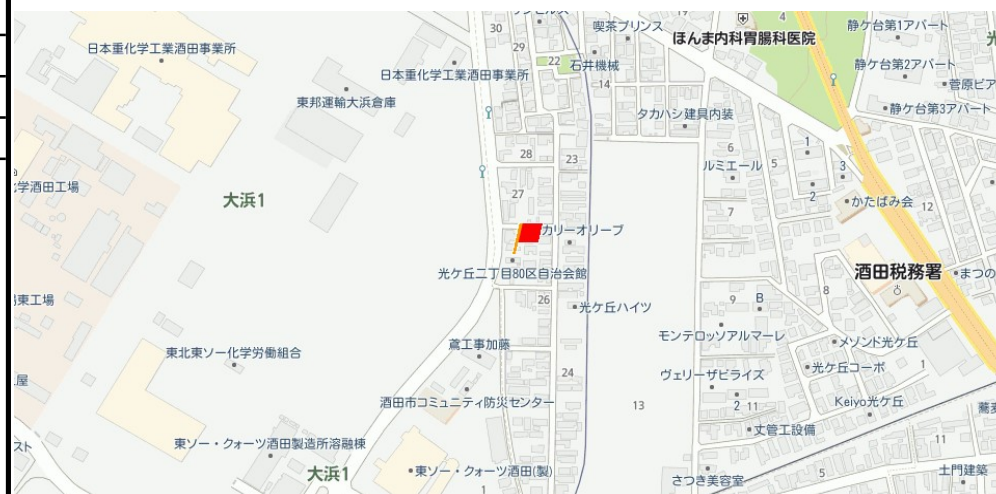 30
喫茶プリンス
4
静ケ台第1アパート
ほんま内科胃腸科医院
日本重化学工業酒田事業所
29
22
石井機械
静ケ台第2アパート
日本重化学工業酒田事業所
14
菅原ビア
東邦運輸大浜倉庫
タカハシ建具内装
静ケ台第3アパート
28
23
6
1
ルミエール
5
3
化学酒田工場
大浜1
27
2
かたばみ会
12
7
カリーオリーブ
光ケ丘二丁目80区自治会館
酒田税務署
まつの
東工場
26
光ケ丘ハイツ
9
B
8
モンテロッソアルマーレ
メゾンド光ケ丘
東北東ソー化学労働組合
鳶工事加藤
24
ヴェリーザビライズ
光ケ丘コーポ
1
屋
酒田市コミュニティ防災センター
13
2
11
Keiyo光ケ丘
丈管工設備
スト
東ソー・クォーツ酒田製造所溶融棟
11
大浜1
東ソー・クォーツ酒田(製)
1
さつき美容室
5
土門建築